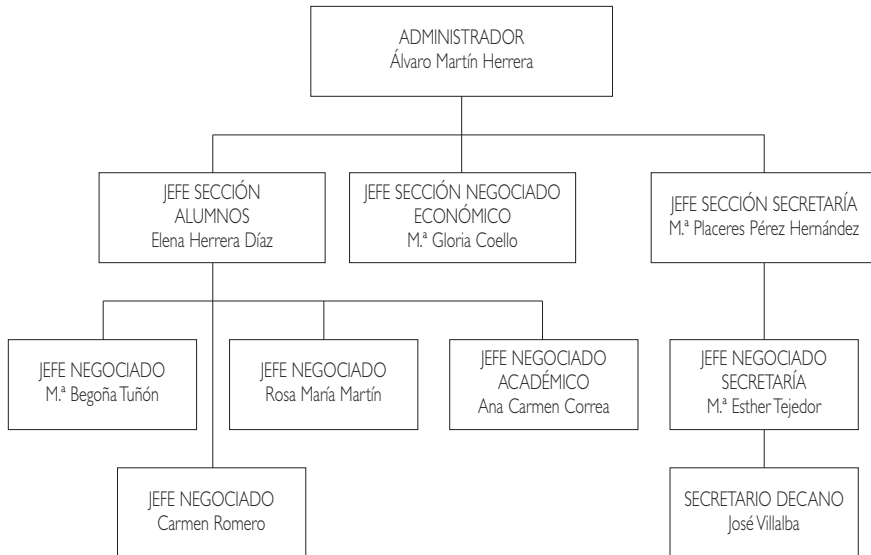 ADMINISTRADOR
Álvaro Martín Herrera
JEFE SECCIÓN
ALUMNOS
Elena Herrera Díaz
JEFE SECCIÓN NEGOCIADO
ECONÓMICO
M.ª Gloria Coello
JEFE SECCIÓN SECRETARÍA
M.ª Placeres Pérez Hernández
JEFE NEGOCIADO
M.ª Begoña Tuñón
JEFE NEGOCIADO
Rosa María Martín
JEFE NEGOCIADO
ACADÉMICO
Ana Carmen Correa
JEFE NEGOCIADO
SECRETARÍA
M.ª Esther Tejedor
JEFE NEGOCIADO
Carmen Romero
SECRETARIO DECANO
José Villalba